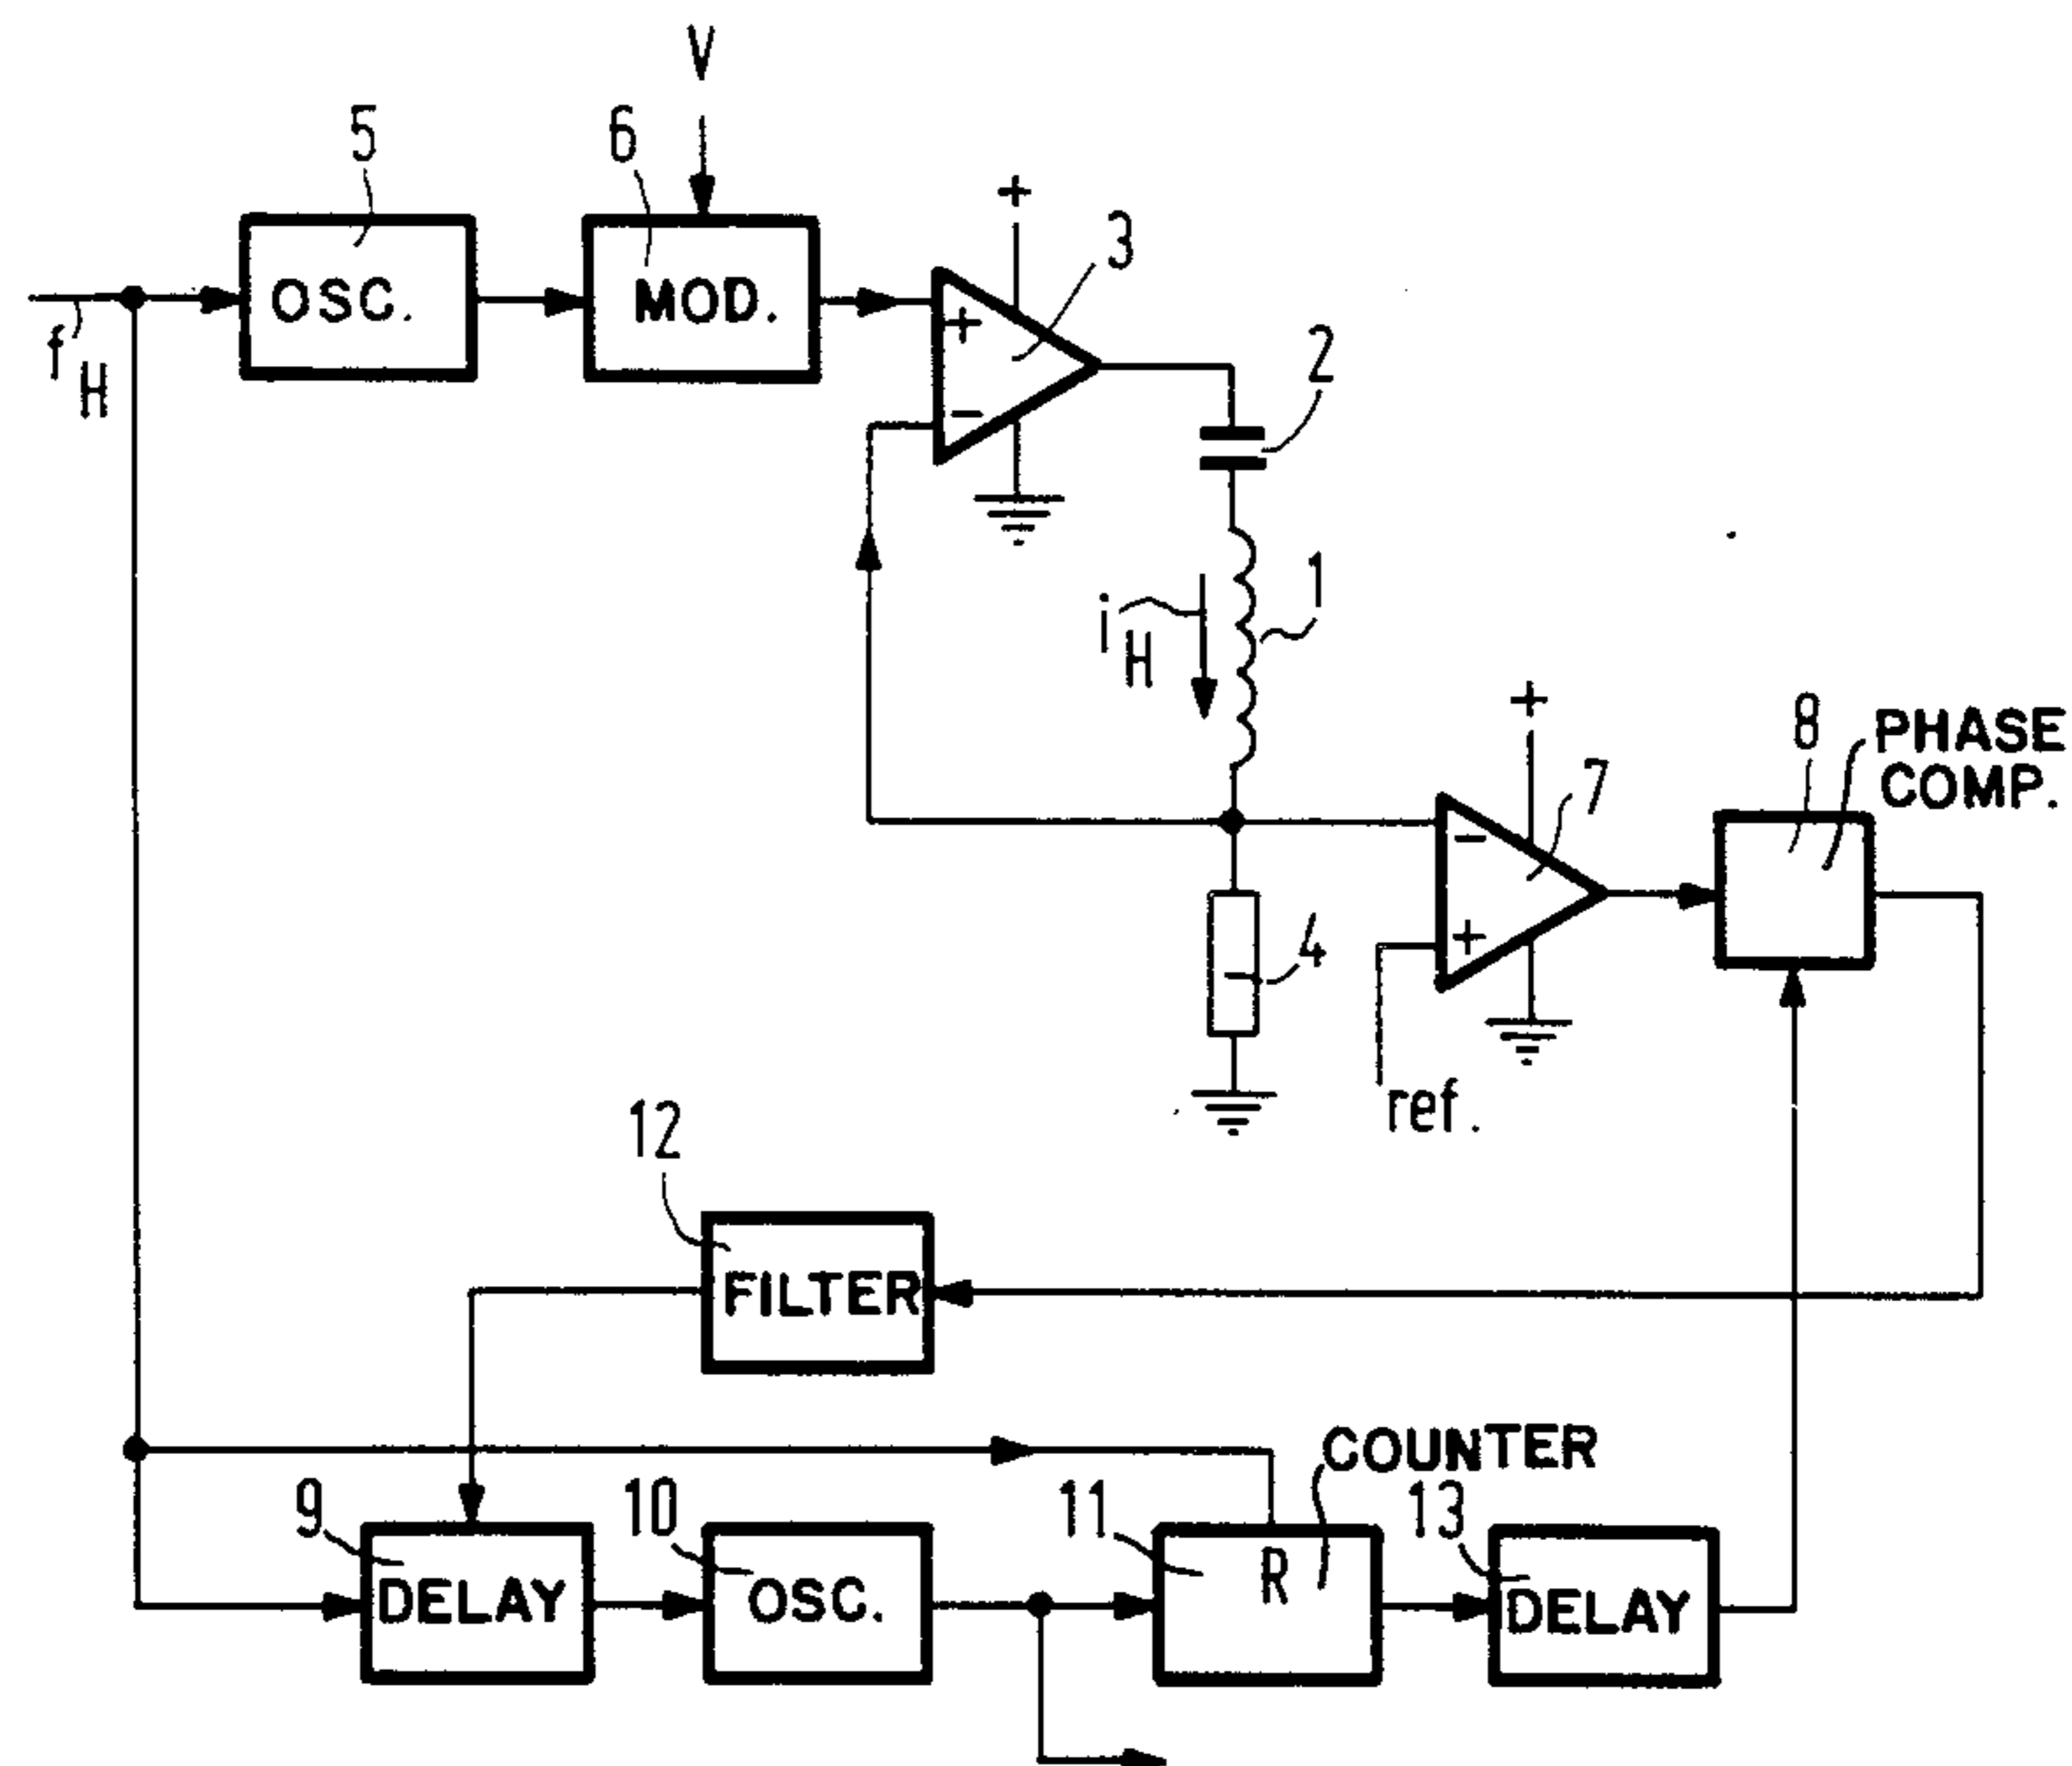 V
5
6
+
3
OSC.
MOD.
+
-
f H
2
1
i H
+
8
PHASE
COMP.
7
-
+
4
ref.
12
FILTER
COUNTER
9
10
11
13
R
DELAY
OSC.
DELAY